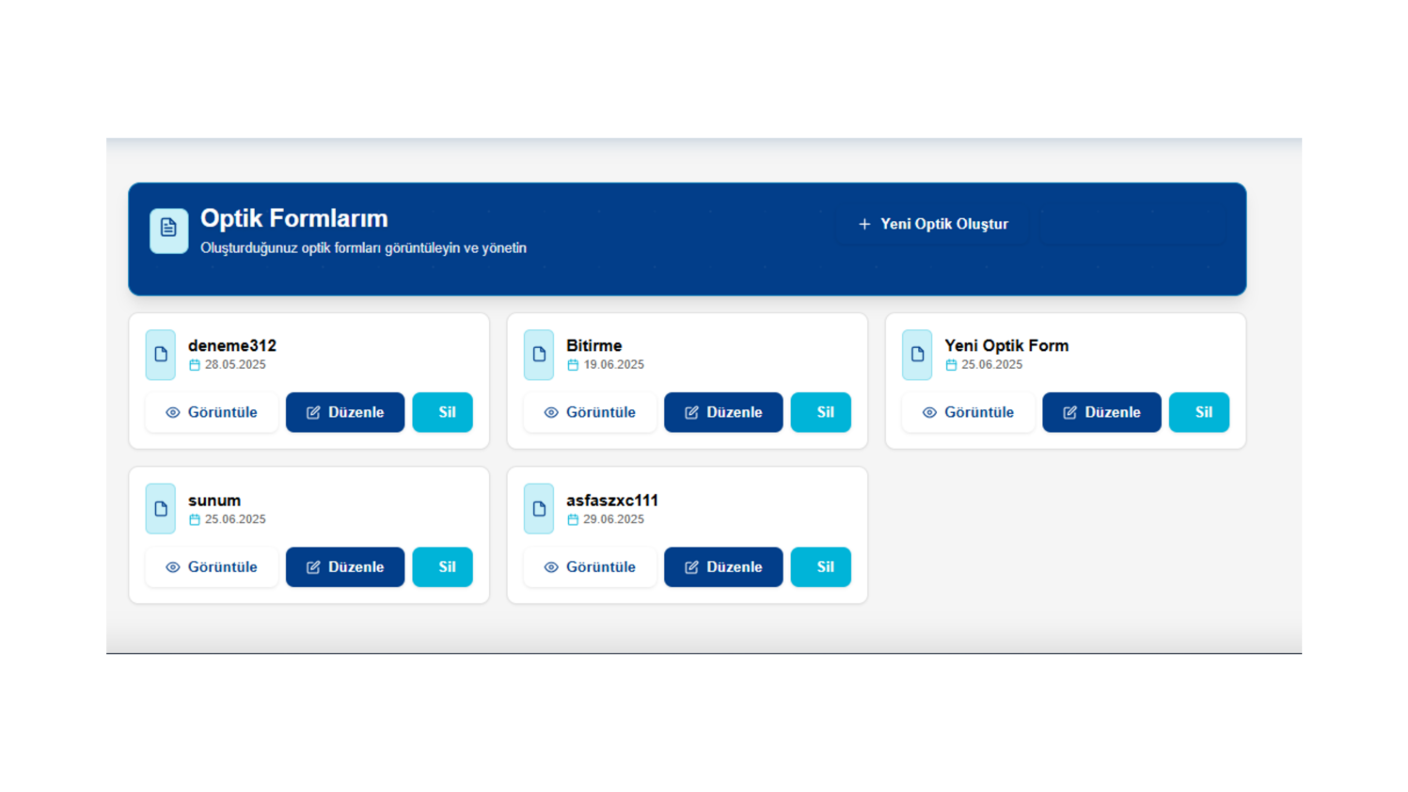 Optik Formlarım
Oluşturduğunuz optik formları görüntüleyin ve yönetin
Yeni Optik Oluştur
deneme312
28.05.2025
Görüntüle Düzenle Sil
Bitirme
19.06.2025
Görüntüle Düzenle Sil
Yeni Optik Form
25.06.2025
Görüntüle Düzenle Sil
sunum
25.06.2025
Görüntüle Düzenle Sil
asfaszxc111
29.06.2025
Görüntüle Düzenle Sil